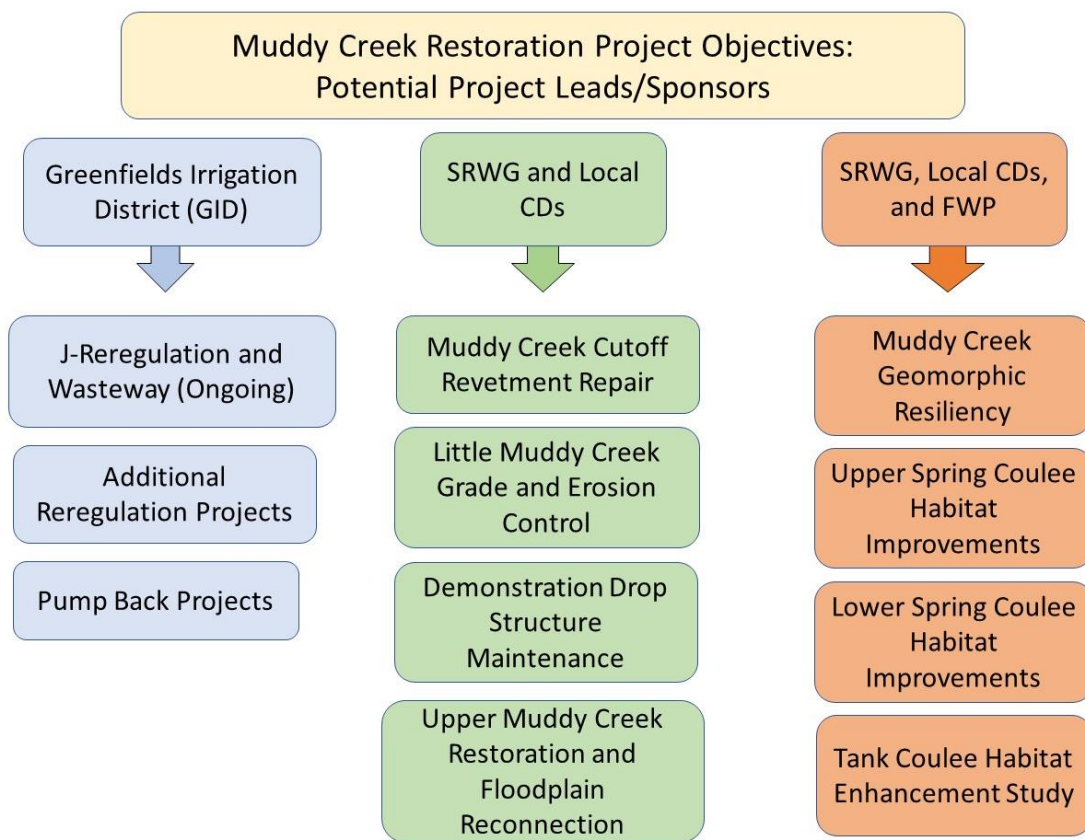 Muddy Creek Restoration Project Objectives:
Potential Project Leads/Sponsors
Greenfields Irrigation
District (GID)
J-Reregulation and
Wasteway (Ongoing)
Additional
Reregulation Projects
Pump Back Projects
SRWG and Local
CDs
Muddy Creek Cutoff
Revetment Repair
Little Muddy Creek
Grade and Erosion
Control
Demonstration Drop
Structure
Maintenance
Upper Muddy Creek
Restoration and
Floodplain
Reconnection
SRWG, Local CDs,
and FWP
Muddy Creek
Geomorphic
Resiliency
Upper Spring Coulee
Habitat
Improvements
Lower Spring Coulee
Habitat
Improvements
Tank Coulee Habitat
Enhancement Study